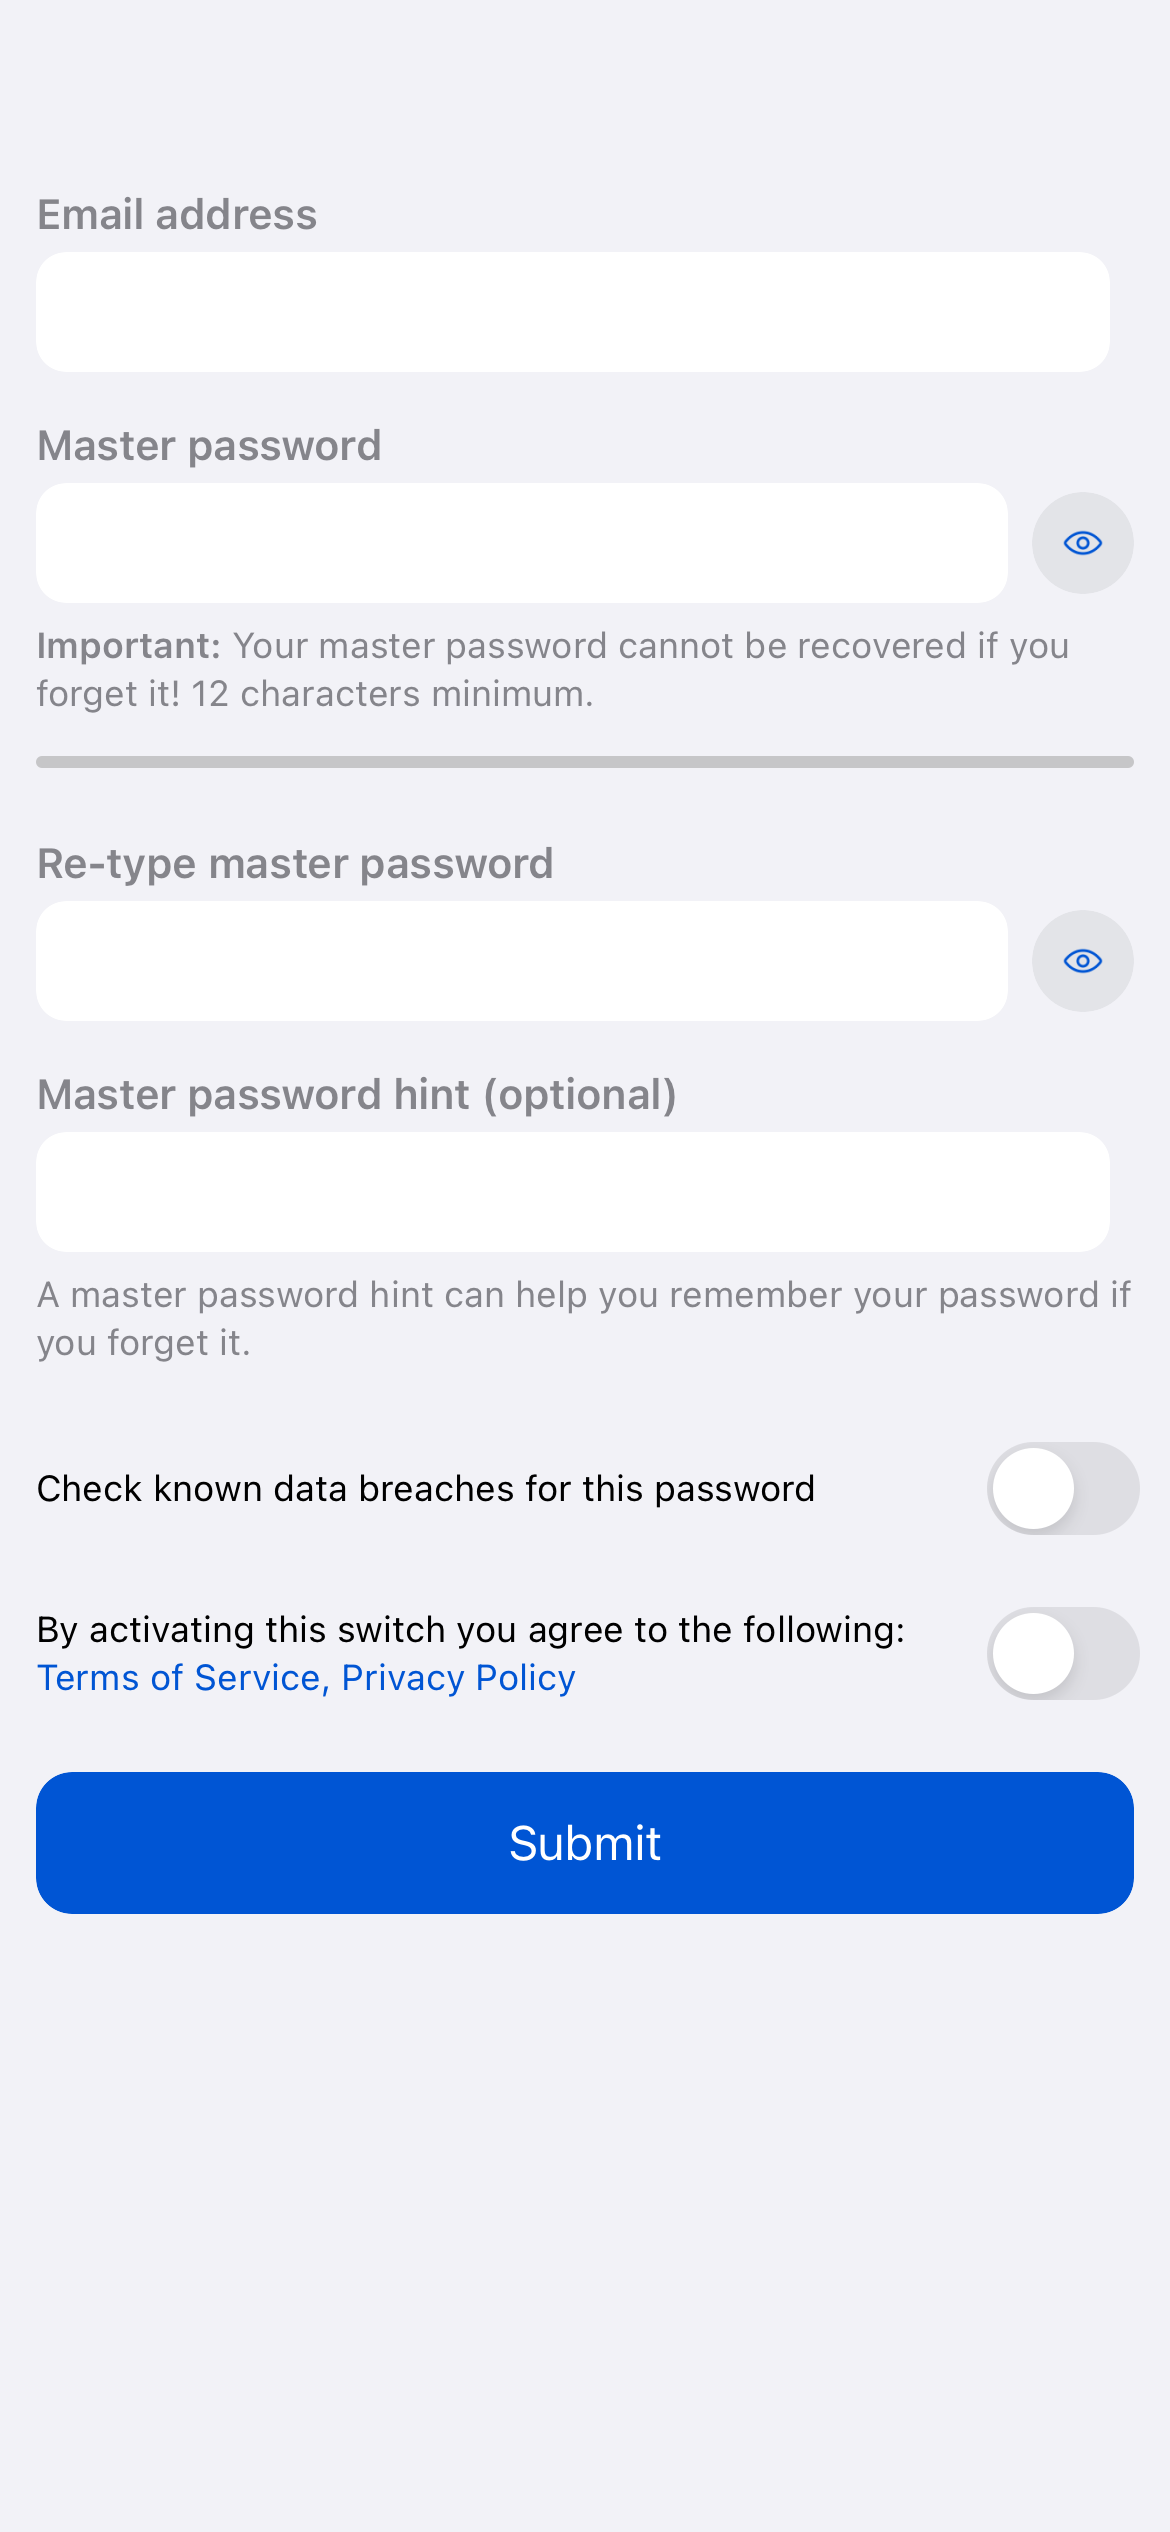 Email address
Master password
Important: Your master password cannot be recovered if you
forget it! 12 characters minimum.
Re-type master password
Master password hint (optional)
A master password hint can help you remember your password if
you forget it.
Check known data breaches for this password
By activating this switch you agree to the following:
Terms of Service, Privacy Policy
Submit